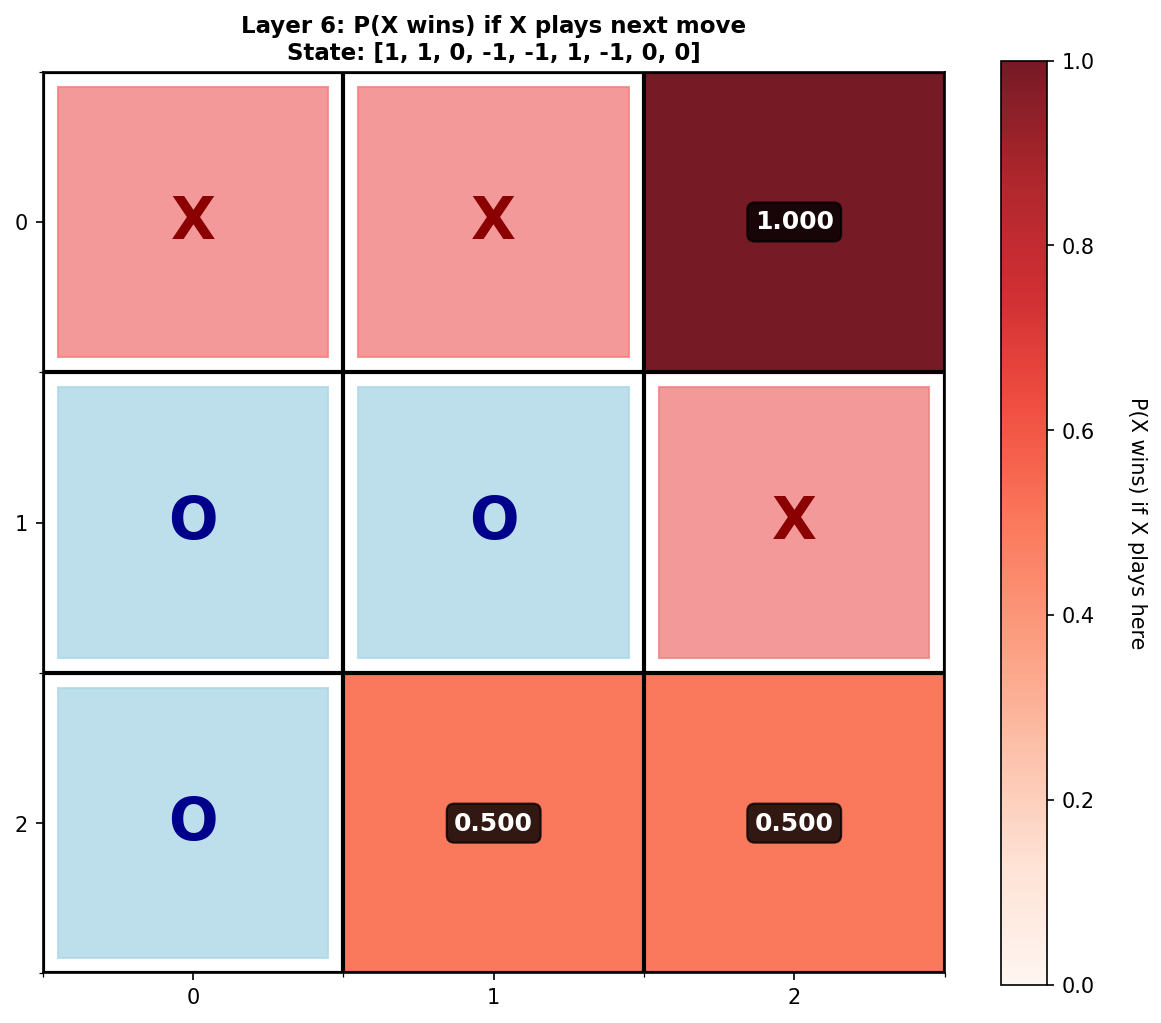 Layer 6: P(X wins) if X plays next move
State: [1, 1, 0, -1, -1, 1, -1, 0, 0]
0
X
X
1.000
1
O
O
X
2
O
0.500
0.500
0
1
2
1.0
0.8
0.6
0.4
0.2
0.0
P(X wins) if X plays here